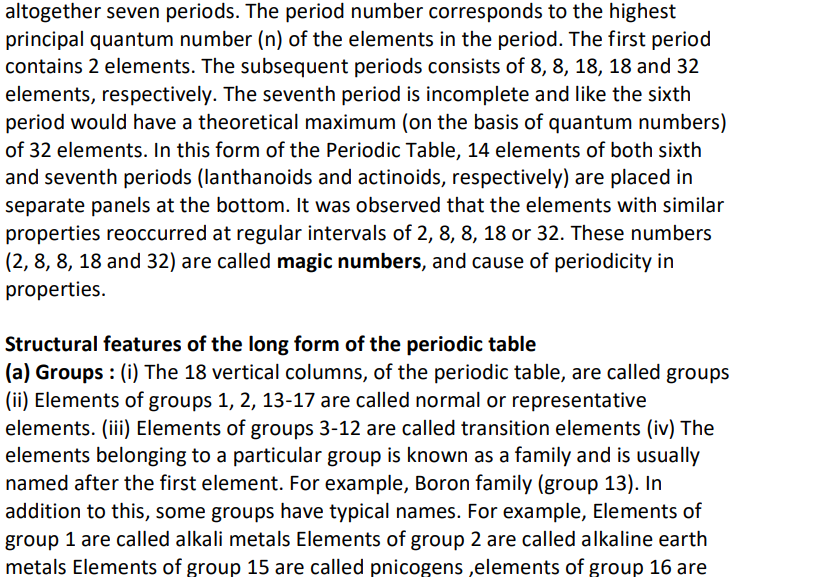 altogether seven periods. The period number corresponds to the highest
principal quantum number (n) of the elements in the period. The first period
contains 2 elements. The subsequent periods consists of 8, 8, 18, 18 and 32
elements, respectively. The seventh period is incomplete and like the sixth
period would have a theoretical maximum (on the basis of quantum numbers)
of 32 elements. In this form of the Periodic Table, 14 elements of both sixth
and seventh periods (lanthanoids and actinoids, respectively) are placed in
separate panels at the bottom. It was observed that the elements with similar
properties reoccurred at regular intervals of 2, 8, 8, 18 or 32. These numbers
(2, 8, 8, 18 and 32) are called magic numbers, and cause of periodicity in
properties.
Structural features of the long form of the periodic table
(a) Groups : (i) The 18 vertical columns, of the periodic table, are called groups
(ii) Elements of groups 1, 2, 13-17 are called normal or representative
elements. (iii) Elements of groups 3-12 are called transition elements (iv) The
elements belonging to a particular group is known as a family and is usually
named after the first element. For example, Boron family (group 13). In
addition to this, some groups have typical names. For example, Elements of
group 1 are called alkali metals Elements of group 2 are called alkaline earth
metals Elements of group 15 are called pnicogens ,elements of group 16 are